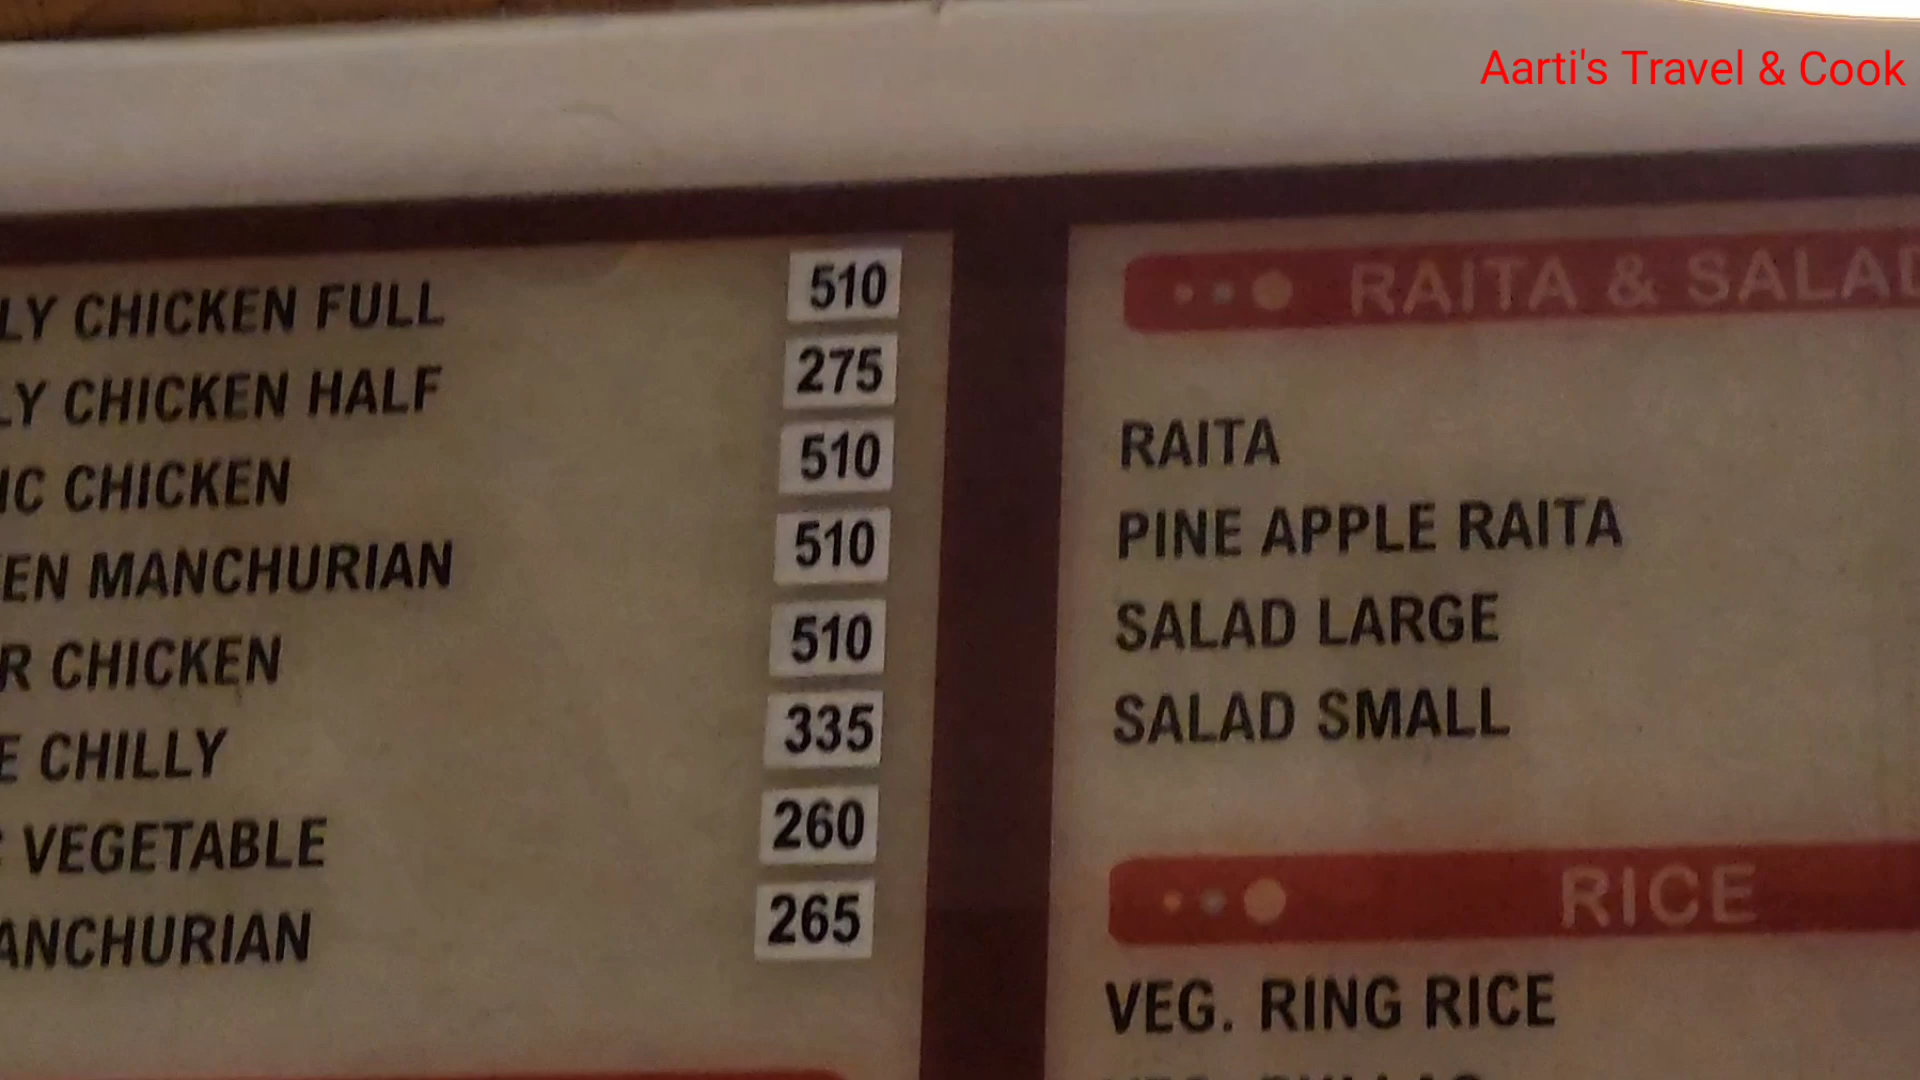 Aarti's Travel & Cook
LY CHICKEN FULL 510
LY CHICKEN HALF 275
IC CHICKEN 510
EN MANCHURIAN 510
R CHICKEN 510
E CHILLY 335
VEGETABLE 260
ANCHURIAN 265
RAITA & SALAD
RAITA
PINE APPLE RAITA
SALAD LARGE
SALAD SMALL
RICE
VEG. RING RICE